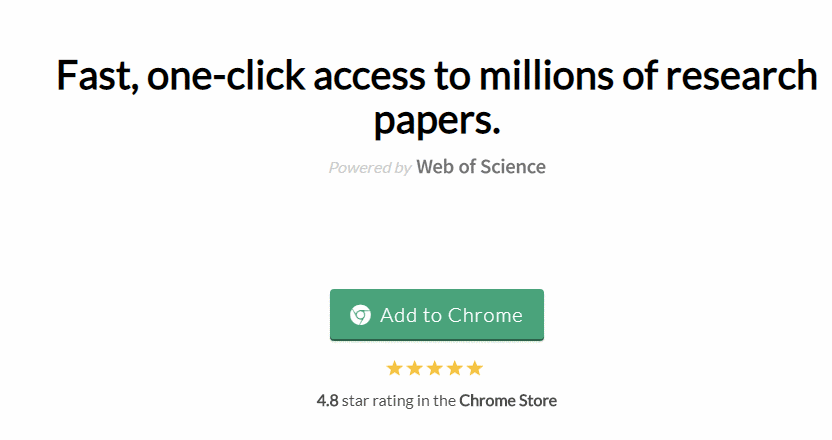 Fast, one-click access to millions of research
papers.
Powered by Web of Science
Add to Chrome
4.8 star rating in the Chrome Store